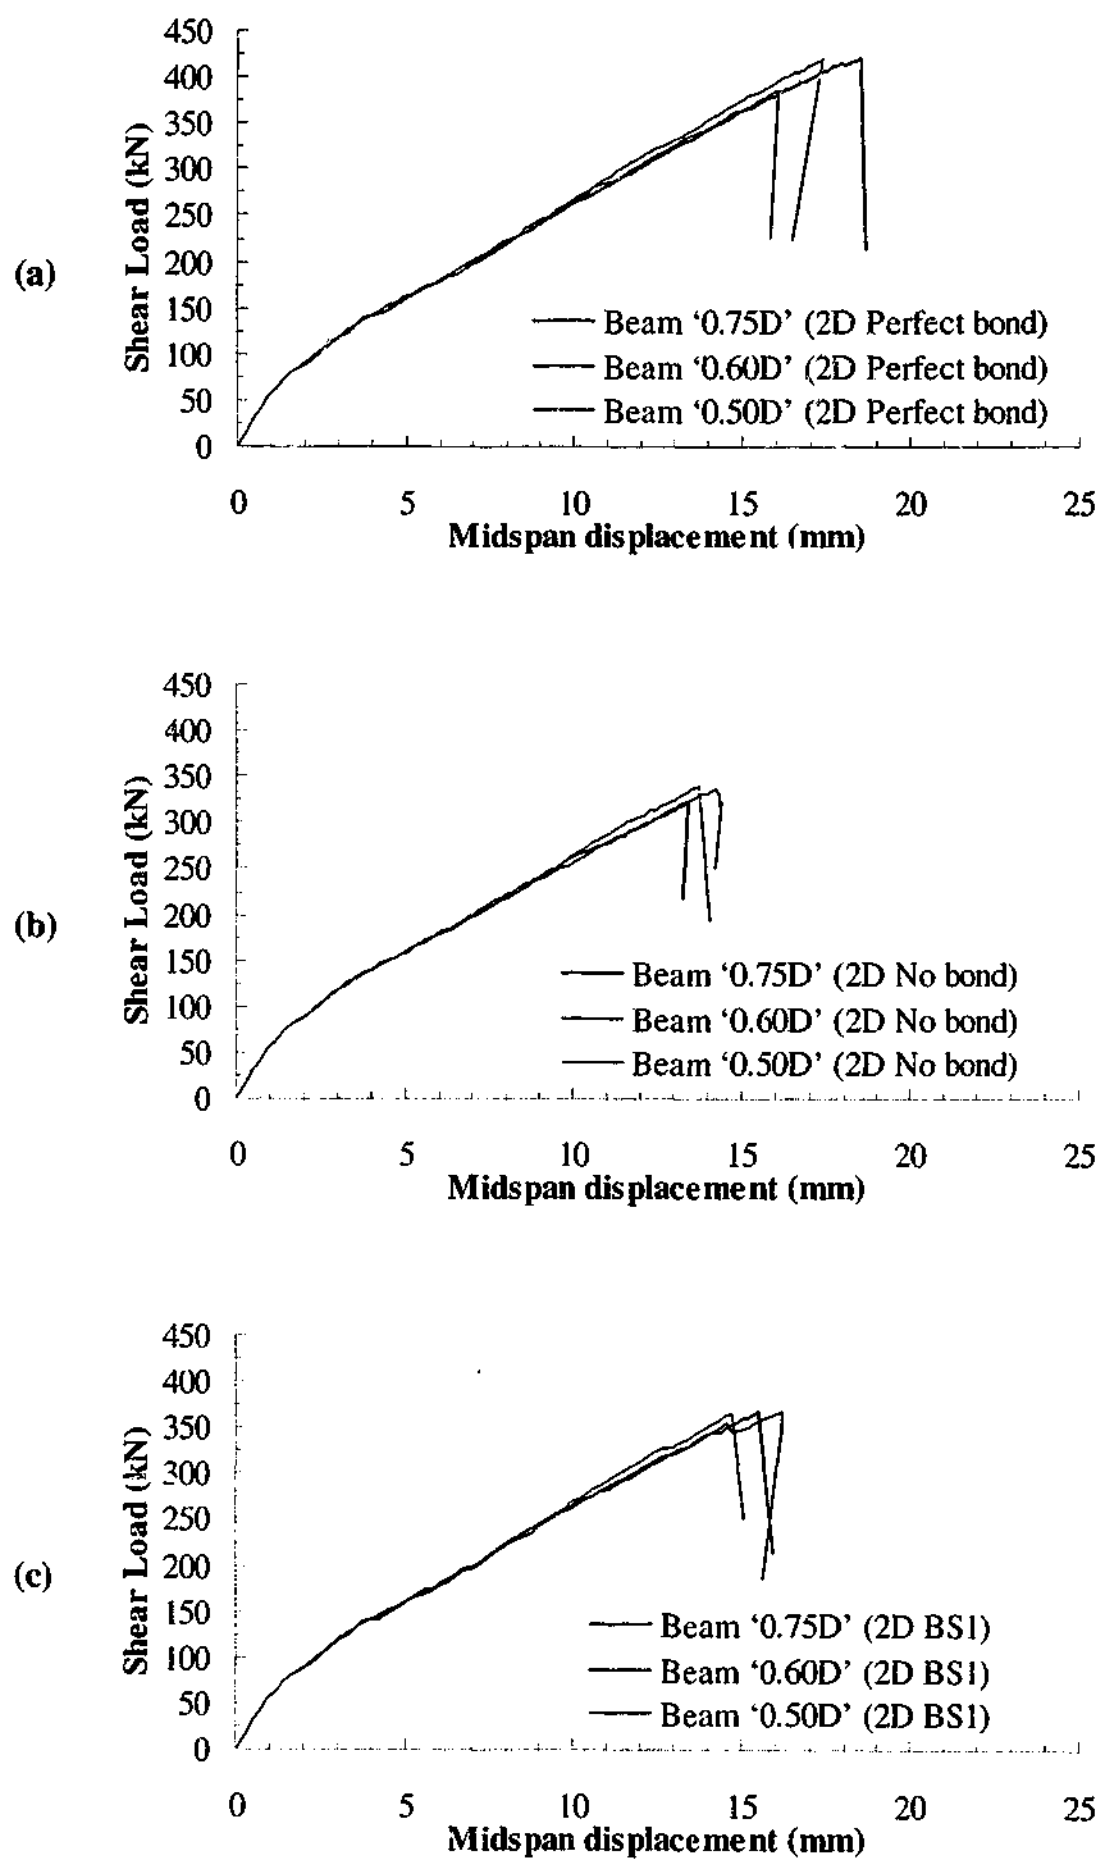 (a)
Shear Load (kN)
450
400
350
300
250
200
150
100
50
0
Beam ‘0.75D’ (2D Perfect bond)
Beam ‘0.60D’ (2D Perfect bond)
Beam ‘0.50D’ (2D Perfect bond)
0 5 10 15 20 25
Midspan displacement (mm)
(b)
Shear Load (kN)
450
400
350
300
250
200
150
100
50
0
Beam ‘0.75D’ (2D No bond)
Beam ‘0.60D’ (2D No bond)
Beam ‘0.50D’ (2D No bond)
0 5 10 15 20 25
Midspan displacement (mm)
(c)
Shear Load (kN)
450
400
350
300
250
200
150
100
50
0
Beam ‘0.75D’ (2D BS1)
Beam ‘0.60D’ (2D BS1)
Beam ‘0.50D’ (2D BS1)
0 5 10 15 20 25
Midspan displacement (mm)